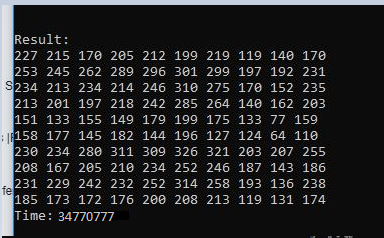 Result:
227 215 170 205 212 199 219 119 140 170
253 245 262 289 296 301 299 197 192 231
234 213 234 214 246 310 275 170 152 235
213 201 197 218 242 285 264 140 162 203
151 133 155 149 179 199 175 133 77 159
158 177 145 182 144 196 127 124 64 110
230 234 280 311 309 326 321 203 207 255
208 167 205 210 234 252 246 187 143 186
231 229 242 232 252 314 258 193 136 238
185 173 172 176 200 208 213 119 131 174
Time: 34770777